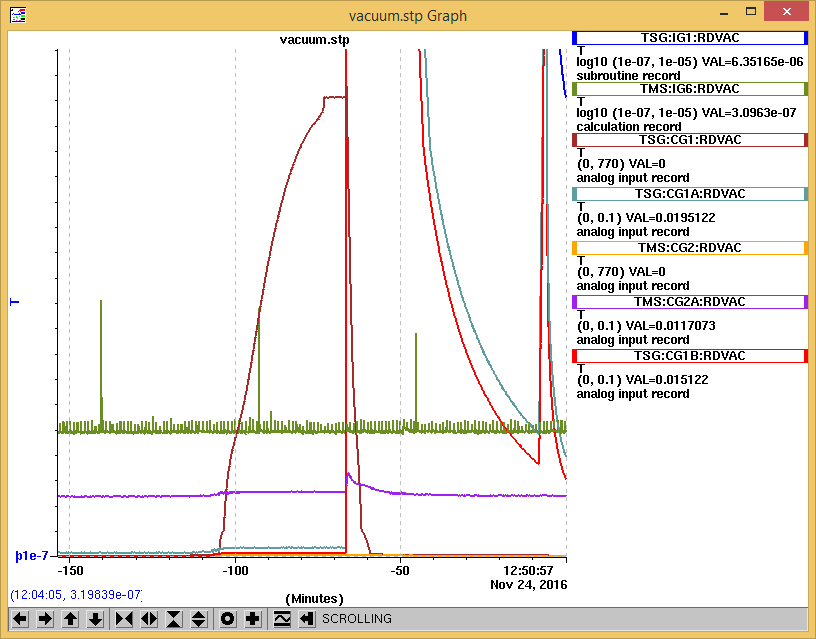 vacuum.stp Graph
vacuum.stp
TSG:IG1:RDVAC
T
log10 (1e-07, 1e-05) VAL=6.35165e-06
subroutine record
TMS:IG6:RDVAC
T
log10 (1e-07, 1e-05) VAL=3.0963e-07
calculation record
TSG:CG1:RDVAC
T
(0, 770) VAL=0
analog input record
TSG:CG1A:RDVAC
T
(0, 0.1) VAL=0.0195122
analog input record
TMS:CG2:RDVAC
T
(0, 770) VAL=0
analog input record
TMS:CG2A:RDVAC
T
(0, 0.1) VAL=0.0117073
analog input record
TSG:CG1B:RDVAC
T
(0, 0.1) VAL=0.015122
analog input record
T
1e-7
-150
-100
-50
12:50:57
Nov 24, 2016
(12:04:05, 3.19839e-07)
(Minutes)
SCROLLING